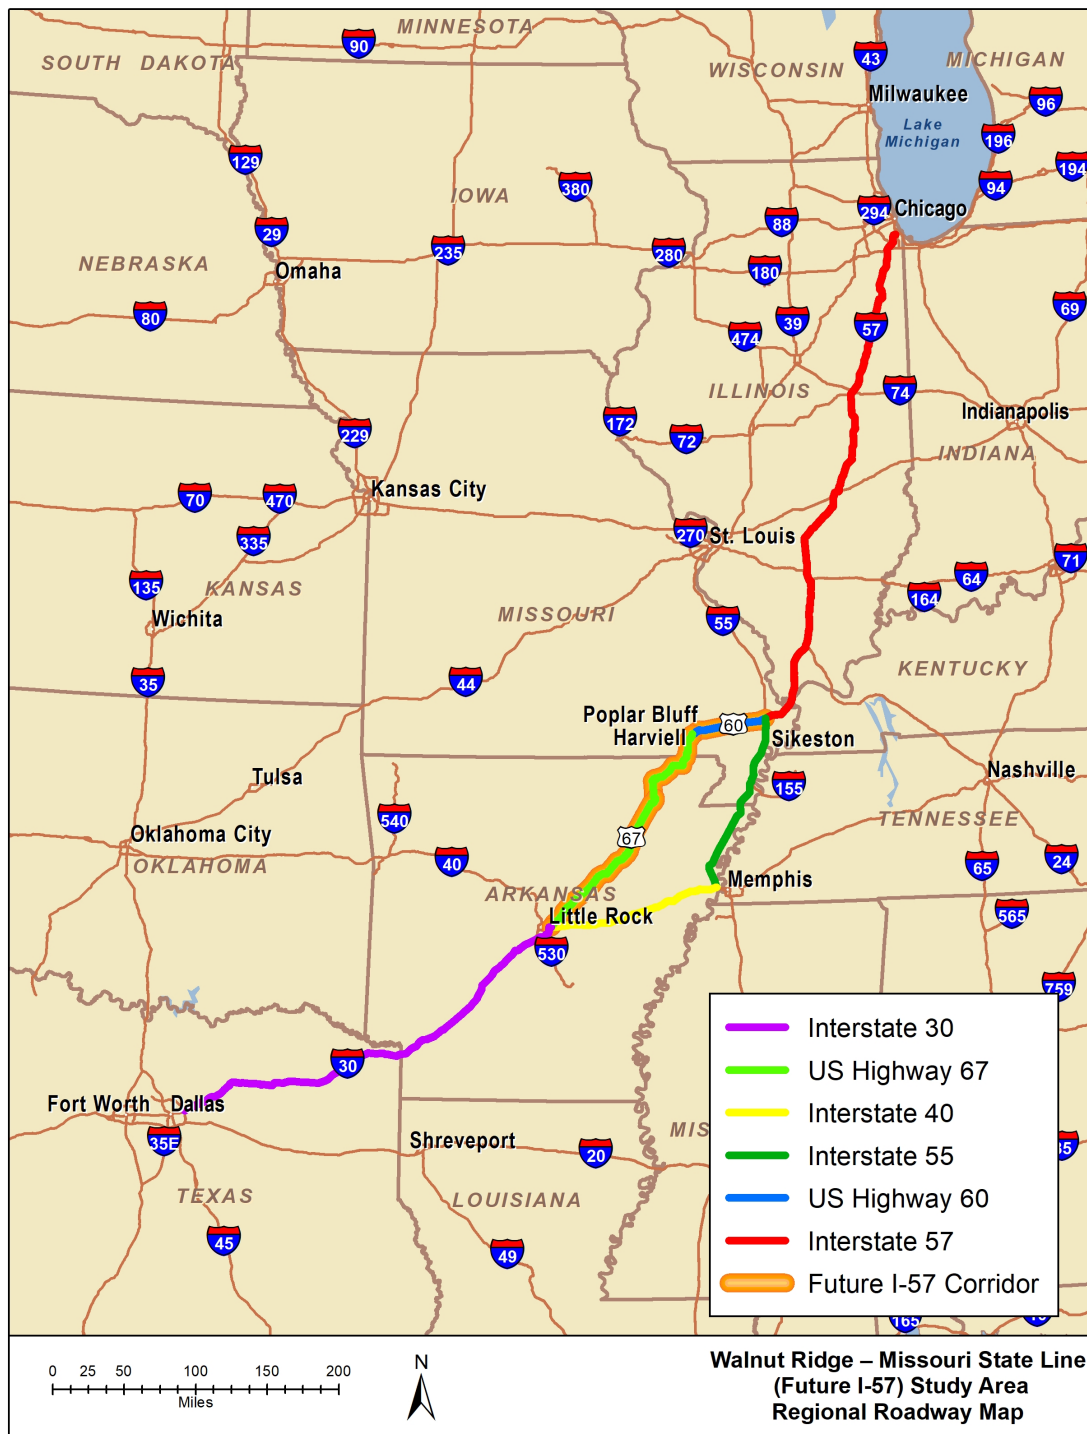 MINNESOTA
90
43
SOUTH DAKOTA
WISCONSIN
MICHIGAN
Milwaukee
96
Lake
Michigan
196
129
194
380
94
IOWA
294
Chicago
88
29
235
280
NEBRASKA
Omaha
180
69
80
39
57
474
ILLINOIS
74
Indianapolis
172
229
72
INDIANA
Kansas City
70
470
270
St. Louis
335
71
135
KANSAS
64
164
Wichita
MISSOURI
55
KENTUCKY
35
44
Poplar Bluff
60
Harviell
Sikeston
Nashville
Tulsa
155
540
TENNESSEE
Oklahoma City
67
40
OKLAHOMA
65
24
Memphis
ARKANSAS
Little Rock
565
530
759
Interstate 30
30
US Highway 67
Fort Worth
Dallas
Interstate 40
35E
Shreveport
MIS
20
Interstate 55
TEXAS
LOUISIANA
US Highway 60
45
49
Interstate 57
Future I-57 Corridor
165
N
0 25 50 100 150 200
Miles
Walnut Ridge – Missouri State Line
(Future I-57) Study Area
Regional Roadway Map